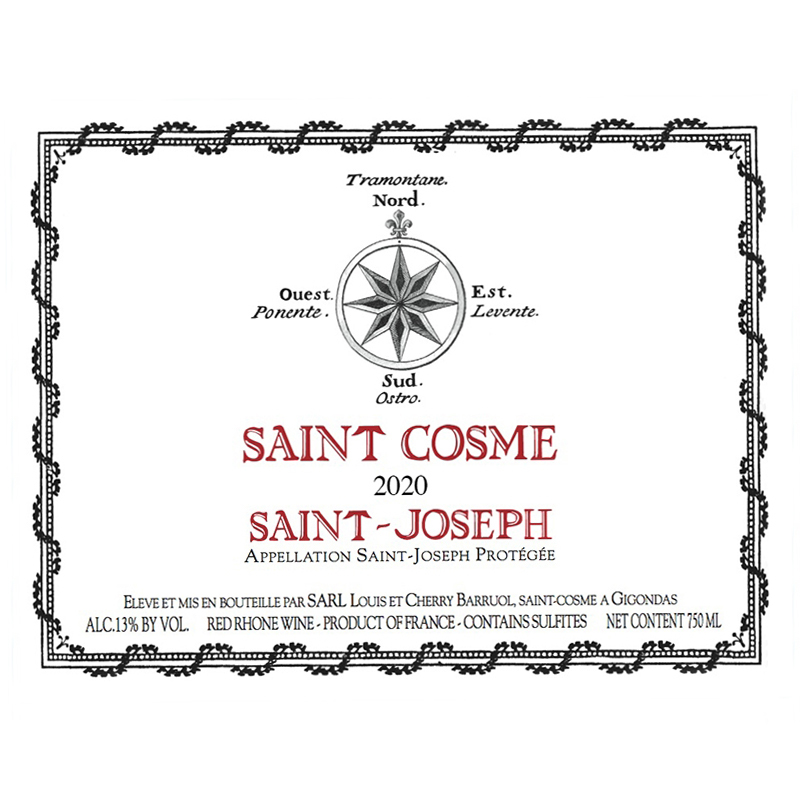 Tramontane.
Nord.
Ouest. Est.
Ponente. Levente.
Sud.
Ostro.
SAINT COSME
2020
SAINT-JOSEPH
APPELLATION SAINT-JOSEPH PROTÉGÉE
ELEVE ET MIS EN BOUTEILLE PAR SARL LOUIS ET CHERRY BARRUOL, SAINT-COSME A GIGONDAS
ALC.13% BY VOL. RED RHONE WINE - PRODUCT OF FRANCE - CONTAINS SULFITES NET CONTENT 750 ML